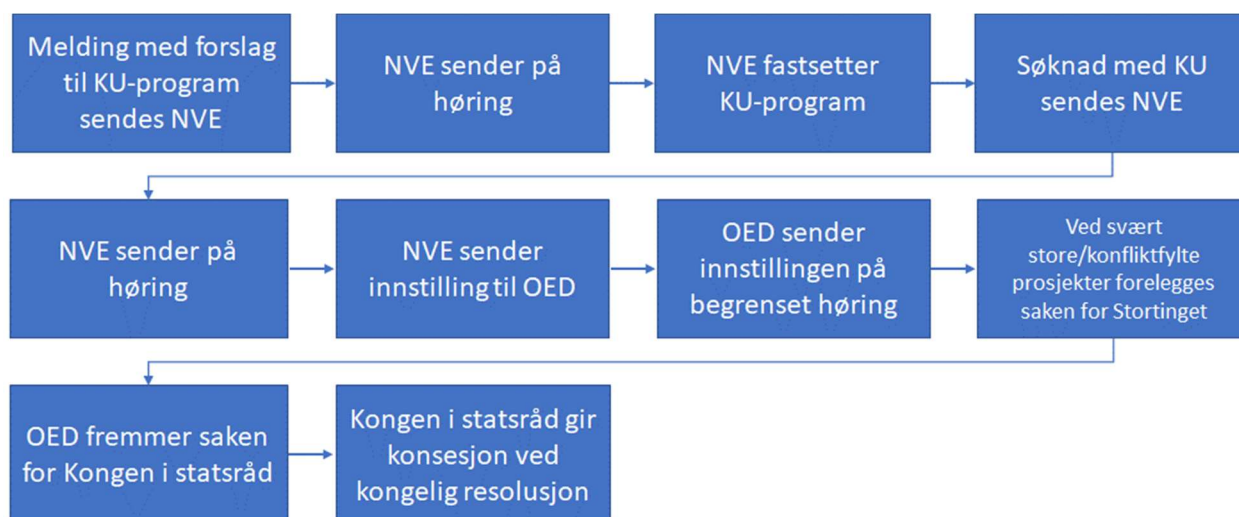 Melding med forslag
til KU-program
sendes NVE
NVE sender på
høring
NVE fastsetter
KU-program
Søknad med KU
sendes NVE
NVE sender på
høring
NVE sender
innstilling til OED
OED sender
innstillingen på
begrenset høring
Ved svært
store/konfliktfylte
prosjekter forelegges
saken for Stortinget
OED fremmer saken
for Kongen i statsråd
Kongen i statsråd gir
konsesjon ved
kongelig resolusjon